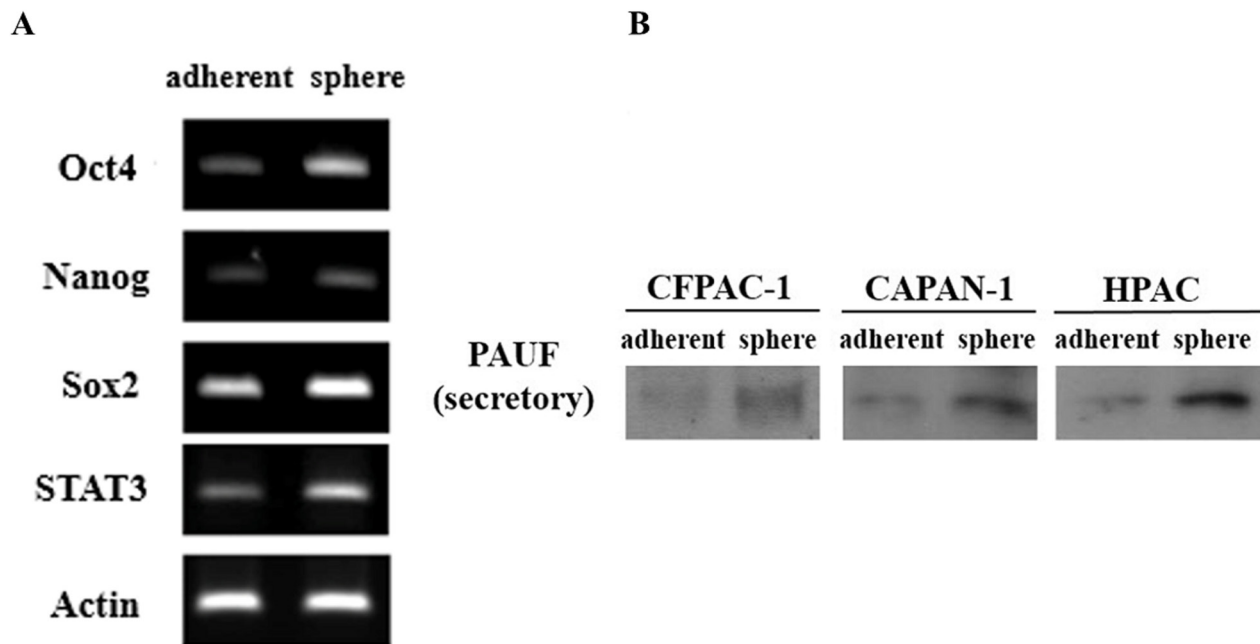 A
adherent sphere
Oct4
Nanog
Sox2
STAT3
Actin
B
CFPAC-1 CAPAN-1 HPAC
adherent sphere adherent sphere adherent sphere
PAUF
(secretory)